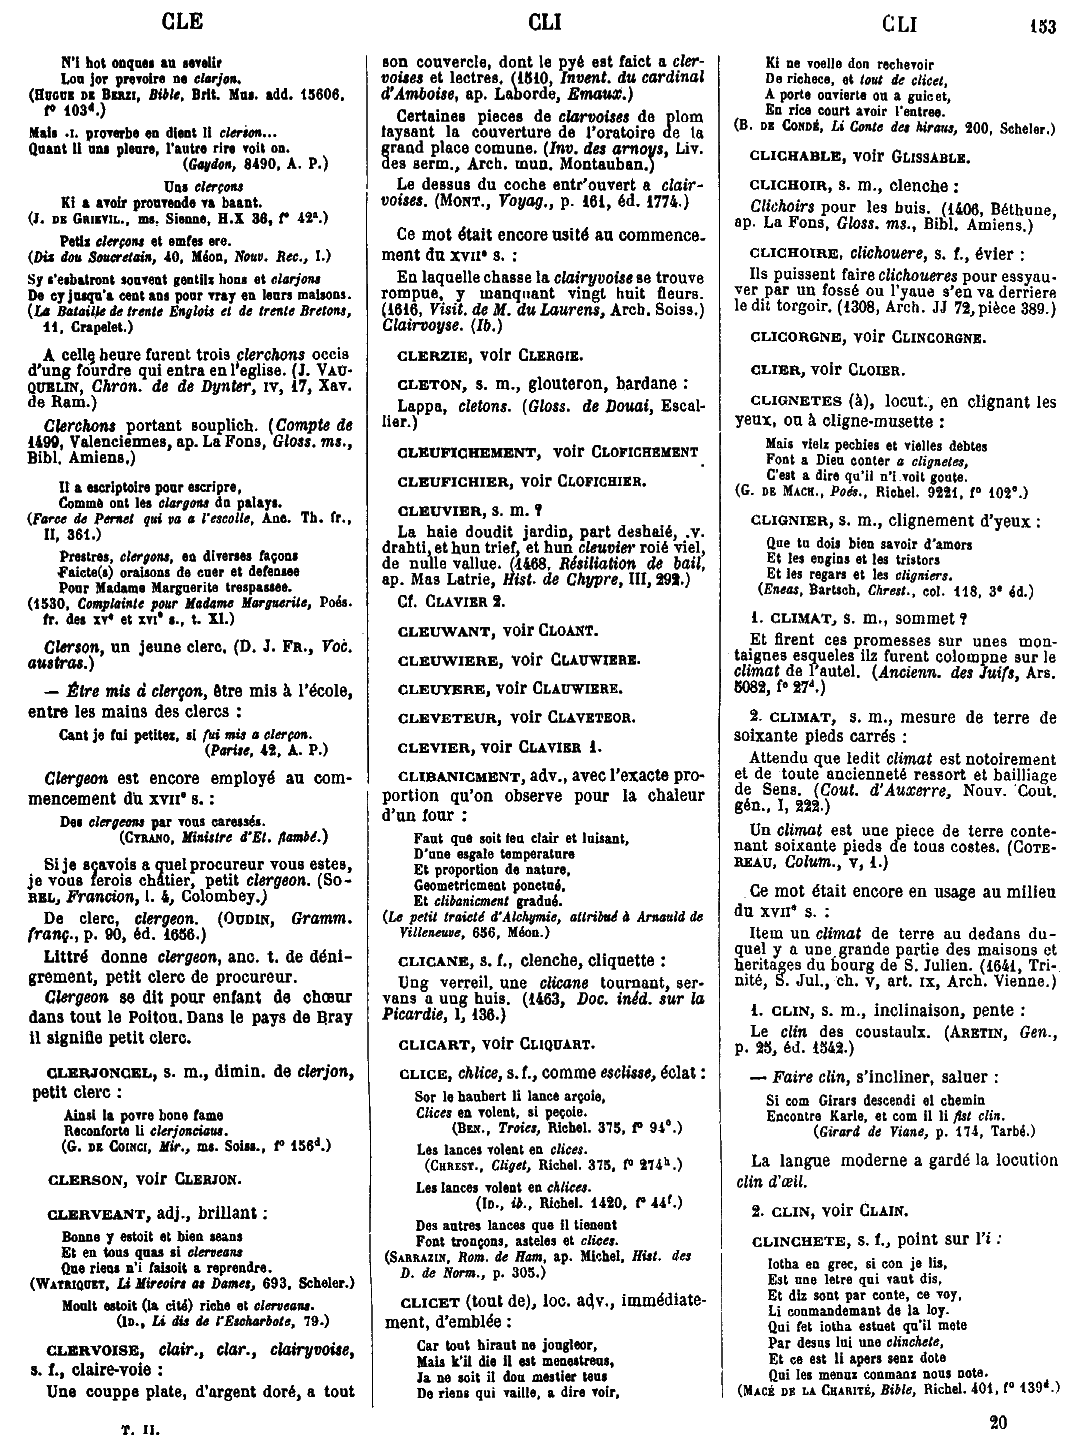 CLE
CLI
CLI
153
N'i hot onques au sevelir
Lou jor prevoire ne clarjon.
(HUGUE DE BERZI, Bible, Brit. Mus. add. 15606,
f° 103ᵈ.)
Mais .I. proverbe en dient li clerion...
Quant li uns pleure, l'autre rire voit on.
(Gaydon, 8490, A. P.)
Uns clerçons
Ki a avoir prouvende va baant.
(J. DE GRIEVIL., ms. Sienne, H.X 36, f° 42ᵃ.)
Petis clerçons et emfes ere.
(Dis dou Soucretain, 40, Méon, Nouv. Rec., I.)
Sy s'esbatront souvent gentilz hons et clarjons
De cy jusqu'a cent ans pour vray en leurs maisons.
(La Bataille de trente Englois et de trente Bretons,
11, Crapelet.)
A celle heure furent trois clerchons occis
d'ung fourdre qui entra en l'eglise. (J. VAU-
QUELIN, Chron. de de Dynter, IV, 17, Xav.
de Ram.)
Clerchons portant souplich. (Compte de
1499, Valenciennes, ap. La Fons, Gloss. ms.,
Bibl. Amiens.)
Il a escriptoire pour escripre,
Comme ont les clargons du palays.
(Farce de Pernet qui va a l'escolle, Anc. Th. fr.,
II, 361.)
Prestres, clergons, en diverses façons
Faicte(s) oraisons de cuer et defensee
Pour Madame Marguerite trespassee.
(1530, Complainte pour Madame Marguerite, Poés.
fr. des XVᵉ et XVIᵉ s., t. XI.)
Clerson, un jeune clerc. (D. J. FR., Voc.
austras.)
— Être mis à clerçon, être mis à l'école,
entre les mains des clercs :
Cant je fui petitez, si fui mis a clerçon.
(Parise, 42, A. P.)
Clergeon est encore employé au com-
mencement du XVIIᵉ s. :
Des clergeons par vous caressés.
(CYRANO, Ministre d'Et. flambé.)
Si je sçavois a quel procureur vous estes,
je vous ferois châtier, petit clergeon. (SO-
REL, Francion, l. 4, Colombey.)
De clerc, clergeon. (OUDIN, Gramm.
franç., p. 90, éd. 1656.)
Littré donne clergeon, anc. t. de déni-
grement, petit clerc de procureur.
Clergeon se dit pour enfant de chœur
dans tout le Poitou. Dans le pays de Bray
il signifie petit clerc.
CLERJONCEL, s. m., dimin. de clerjon,
petit clerc :
Ainsi la povre bone fame
Reconforte li clerjonciaus.
(G. DE COINCI, Mir., ms. Soiss., f° 156ᵈ.)
CLERSON, voir CLERJON.
CLERVEANT, adj., brillant :
Bonne y estoit et bien seans
Et en tous quas si clerveans
Que riens n'i faisoit a reprendre.
(WATRIQUET, Li Mireoirs as Dames, 693, Scheler.)
Moult estoit (la cité) riche et clerveans.
(ID., Li dis de l'Escharbote, 79.)
CLERVOISE, clair., clar., clairyvoise,
s. f., claire-voie :
Une couppe plate, d'argent doré, a tout
T. II.
son couvercle, dont le pyé est faict a cler-
voises et lectres. (1510, Invent. du cardinal
d'Amboise, ap. Laborde, Emaux.)
Certaines pieces de clarvoises de plom
faysant la couverture de l'oratoire de la
grand place comune. (Inv. des arnoys, Liv.
des serm., Arch. mun. Montauban.)
Le dessus du coche entr'ouvert a clair-
voises. (MONT., Voyag., p. 161, éd. 1774.)
Ce mot était encore usité au commence-
ment du XVIIᵉ s. :
En laquelle chasse la clairyvoise se trouve
rompue, y manquant vingt huit fleurs.
(1616, Visit. de M. du Laurens, Arch. Soiss.)
Clairvoyse. (Ib.)
CLERZIE, voir CLERGIE.
CLETON, s. m., glouteron, bardane :
Lappa, cletons. (Gloss. de Douai, Escal-
lier.)
CLEUFICHEMENT, voir CLOFICHEMENT.
CLEUFICHIER, voir CLOFICHIER.
CLEUVIER, s. m. ?
La haie doudit jardin, part deshaié, .v.
drahti, et hun trief, et hun cleuvier roié viel,
de nulle vallue. (1468, Résiliation de bail,
ap. Mas Latrie, Hist. de Chypre, III, 292.)
Cf. CLAVIER 2.
CLEUWANT, voir CLOANT.
CLEUWIERE, voir CLAUWIERE.
CLEUYERE, voir CLAUWIERE.
CLEVETEUR, voir CLAVETEOR.
CLEVIER, voir CLAVIER 1.
CLIBANICMENT, adv., avec l'exacte pro-
portion qu'on observe pour la chaleur
d'un four :
Faut que soit feu clair et luisant,
D'une esgale temperature
Et proportion de nature,
Geometricment ponctué,
Et clibanicment gradué.
(Le petit traicté d'Alchymie, attribué à Arnauld de
Villeneuve, 656, Méon.)
CLICANE, s. f., clenche, cliquette :
Ung verreil, une clicane tournant, ser-
vans a ung huis. (1463, Doc. inéd. sur la
Picardie, I, 136.)
CLICART, voir CLIQUART.
CLICE, chlice, s. f., comme esclisse, éclat :
Sor le haubert li lance arçoie,
Clices en volent, si peçoie.
(BEN., Troies, Richel. 375, f° 94ᵉ.)
Les lances volent en clices.
(CHREST., Cliget, Richel. 375, f° 274ʰ.)
Les lances volent en chlices.
(ID., ib., Richel. 1420, f° 44ᶠ.)
Des autres lances que il tienent
Font tronçons, asteles et clices.
(SARRAZIN, Rom. de Ham, ap. Michel, Hist. des
D. de Norm., p. 305.)
CLICET (tout de), loc. adv., immédiate-
ment, d'emblée :
Car tout hiraut ne jougleor,
Mais k'il die il est menestreus,
Ja ne soit il dou mestier teus
De riens qui vaille, a dire voir,
Ki ne voelle don rechevoir
De richece, et tout de clicet,
A porte ouvierte ou a guicet,
En rice court avoir l'entree.
(B. DE CONDÉ, Li Conte des hiraus, 200, Scheler.)
CLICHABLE, voir GLISSABLE.
CLICHOIR, s. m., clenche :
Clichoirs pour les huis. (1406, Béthune,
ap. La Fons, Gloss. ms., Bibl. Amiens.)
CLICHOIRE, clichouere, s. f., évier :
Ils puissent faire clichoueres pour essyau-
ver par un fossé ou l'yaue s'en va derriere
le dit torgoir. (1308, Arch. JJ 72, pièce 389.)
CLICORGNE, voir CLINCORGNE.
CLIER, voir CLOIER.
CLIGNETES (à), locut., en clignant les
yeux, ou à cligne-musette :
Mais vielz pechies et vielles debtes
Font a Dieu conter a clignetes,
C'est a dire qu'il n'i voit goute.
(G. DE MACH., Poés., Richel. 9221, f° 102ᵉ.)
CLIGNIER, s. m., clignement d'yeux :
Que tu dois bien savoir d'amors
Et les engins et les tristors
Et les regars et les cligniers.
(Eneas, Bartsch, Chrest., col. 118, 3ᵉ éd.)
1. CLIMAT, s. m., sommet ?
Et firent ces promesses sur unes mon-
taignes esqueles ilz furent colompne sur le
climat de l'autel. (Ancienn. des Juifs, Ars.
5082, f° 27ᵈ.)
2. CLIMAT, s. m., mesure de terre de
soixante pieds carrés :
Attendu que ledit climat est notoirement
et de toute ancienneté ressort et bailliage
de Sens. (Cout. d'Auxerre, Nouv. Cout.
gén., I, 222.)
Un climat est une piece de terre conte-
nant soixante pieds de tous costes. (COTE-
REAU, Colum., V, 1.)
Ce mot était encore en usage au milieu
du XVIIᵉ s. :
Item un climat de terre au dedans du-
quel y a une grande partie des maisons et
heritages du bourg de S. Julien. (1641, Tri-
nité, S. Jul., ch. V, art. IX, Arch. Vienne.)
1. CLIN, s. m., inclinaison, pente :
Le clin des coustaulx. (ARETIN, Gen.,
p. 25, éd. 1542.)
— Faire clin, s'incliner, saluer :
Si com Girars descendi el chemin
Encontre Karle, et com il li fist clin.
(Girard de Viane, p. 174, Tarbé.)
La langue moderne a gardé la locution
clin d'œil.
2. CLIN, voir CLAIN.
CLINCHETE, s. f., point sur l'i :
Iotha en grec, si con je lis,
Est une letre qui vaut dis,
Et diz sont par conte, ce voy,
Li conmandemant de la loy.
Qui fet iotha estuet qu'il mete
Par desus lui une clinchete,
Et ce est li apers senz dote
Qui les menuz conmanz nous note.
(MACÉ DE LA CHARITÉ, Bible, Richel. 401, f° 139ᵈ.)
20